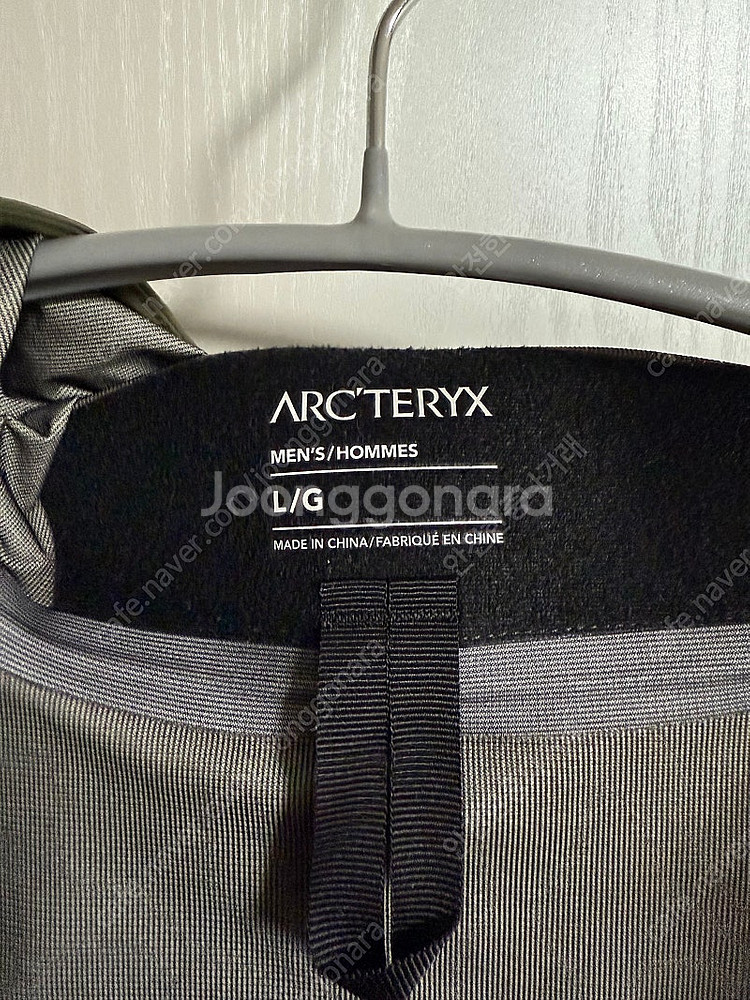 ARC'TERYX
MEN'S/HOMMES
L/G
Joonggonara
MADE IN CHINA/FABRIQUÉ EN CHINE